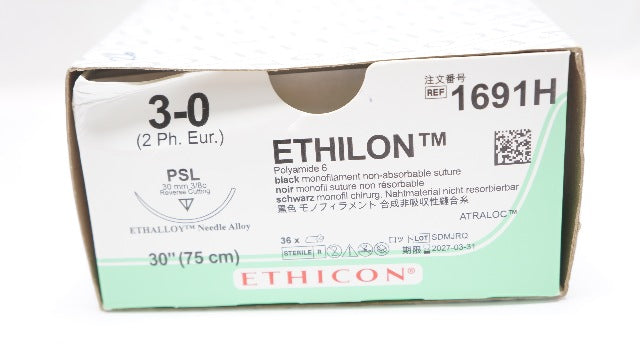 3-0
(2 Ph. Eur.)
PSL
30 mm 3/8c
Reverse Cutting
ETHALLOY™ Needle Alloy
30" (75 cm)
注文番号
REF 1691H
ETHILON™
Polyamide 6
black monofilament non-absorbable suture
noir monofil suture non résorbable
schwarz monofil chirurg. Nahtmaterial nicht resorbierbar
黒色 モノフィラメント 合成非吸収性縫合糸
ATRALOC™
36 x
STERILE R
ロット LOT SDMJRQ
期限 2027-03-31
ETHICON®